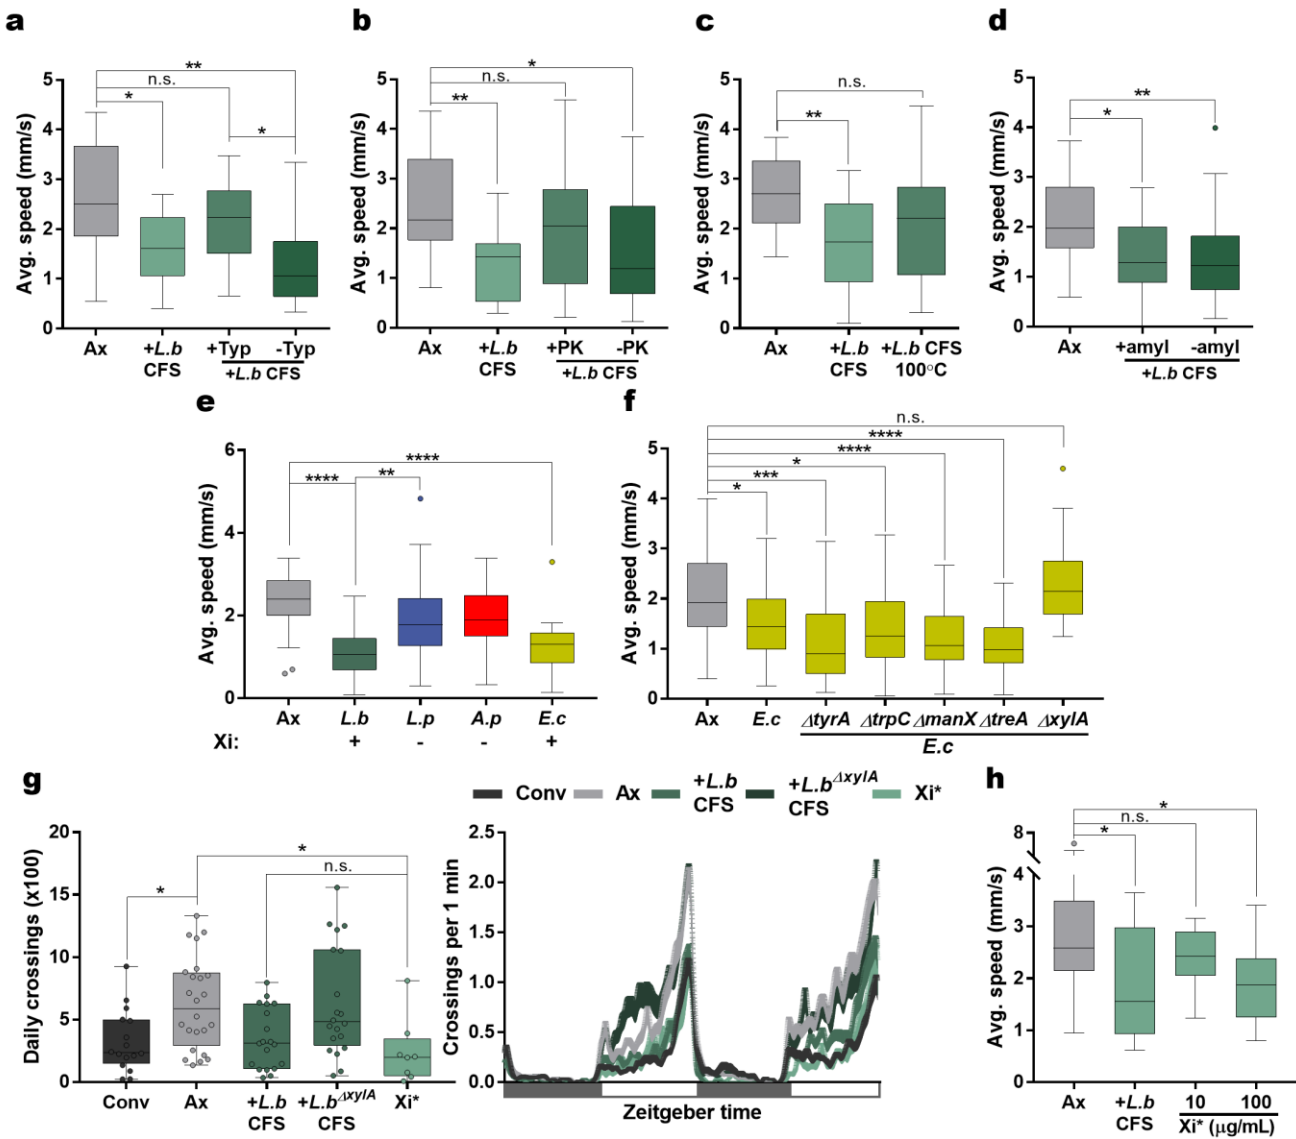 a
Avg. speed (mm/s)
5
4
3
2
1
0
**
n.s.
*
*
Ax
+L.b
CFS
+Typ
-Typ
+L.b CFS
b
Avg. speed (mm/s)
5
4
3
2
1
0
*
n.s.
**
Ax
+L.b
CFS
+PK
-PK
+L.b CFS
c
Avg. speed (mm/s)
5
4
3
2
1
0
n.s.
**
Ax
+L.b
CFS
+L.b CFS
100°C
d
Avg. speed (mm/s)
5
4
3
2
1
0
**
*
Ax
+amyl
-amyl
+L.b CFS
e
Avg. speed (mm/s)
6
4
2
0
****
****
**
Ax
L.b
L.p
A.p
E.c
Xi:
+
-
-
+
f
Avg. speed (mm/s)
5
4
3
2
1
0
n.s.
****
****
*
***
*
Ax
E.c
ΔtyrA
ΔtrpC
ΔmanX
ΔtreA
ΔxylA
E.c
g
Daily crossings (x100)
20
15
10
5
0
*
n.s.
*
Conv
Ax
+L.b
CFS
+L.bΔxylA
CFS
Xi*
Conv
Ax
+L.b
CFS
+L.bΔxylA
CFS
Xi*
Crossings per 1 min
2.5
2.0
1.5
1.0
0.5
0.0
Zeitgeber time
h
Avg. speed (mm/s)
8
4
3
2
1
0
*
n.s.
*
Ax
+L.b
CFS
10
100
Xi* (μg/mL)